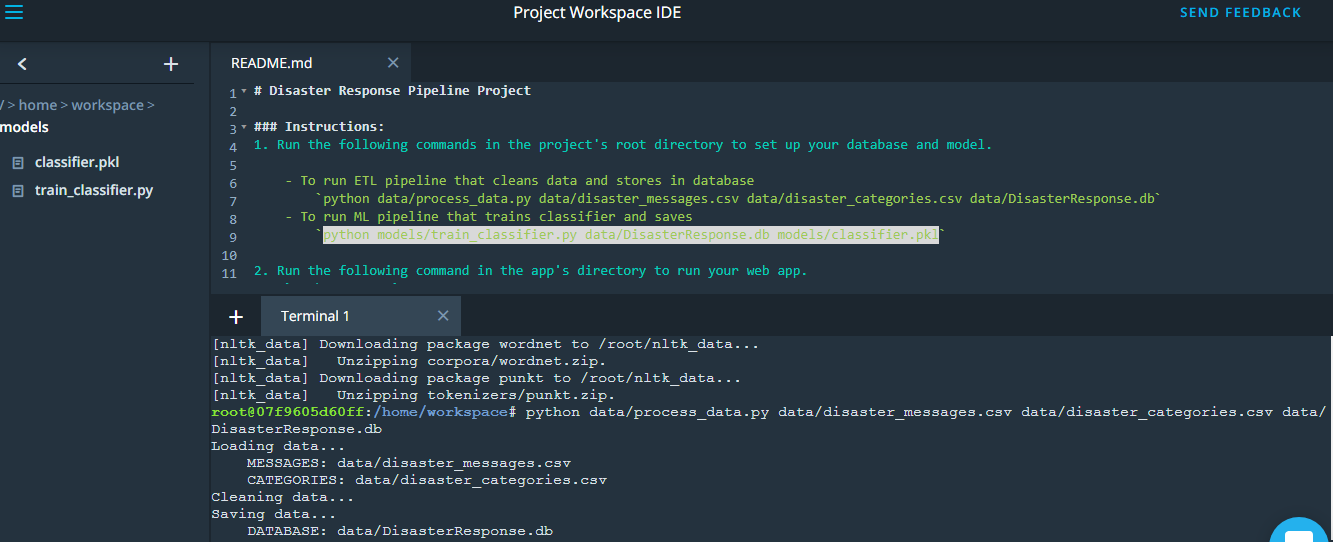 Project Workspace IDE
SEND FEEDBACK
/ > home > workspace >
models
classifier.pkl
train_classifier.py
README.md
1 # Disaster Response Pipeline Project
2
3 ### Instructions:
4 1. Run the following commands in the project's root directory to set up your database and model.
5
6 - To run ETL pipeline that cleans data and stores in database
7 `python data/process_data.py data/disaster_messages.csv data/disaster_categories.csv data/DisasterResponse.db`
8 - To run ML pipeline that trains classifier and saves
9 `python models/train_classifier.py data/DisasterResponse.db models/classifier.pkl`
10
11 2. Run the following command in the app's directory to run your web app.
Terminal 1
[nltk_data] Downloading package wordnet to /root/nltk_data...
[nltk_data]   Unzipping corpora/wordnet.zip.
[nltk_data] Downloading package punkt to /root/nltk_data...
[nltk_data]   Unzipping tokenizers/punkt.zip.
root@07f9605d60ff:/home/workspace# python data/process_data.py data/disaster_messages.csv data/disaster_categories.csv data/
DisasterResponse.db
Loading data...
    MESSAGES: data/disaster_messages.csv
    CATEGORIES: data/disaster_categories.csv
Cleaning data...
Saving data...
    DATABASE: data/DisasterResponse.db